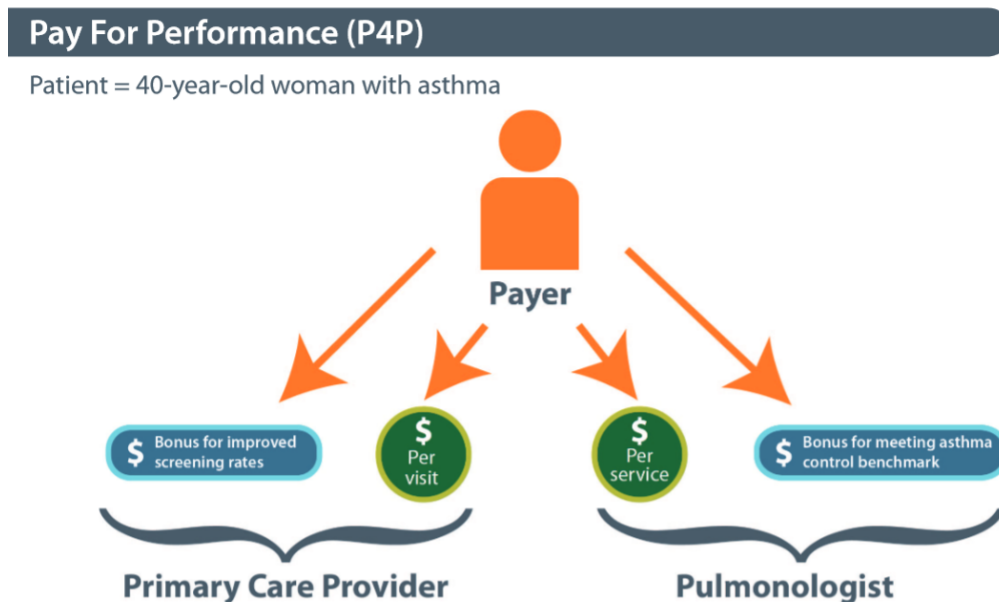 Pay For Performance (P4P)
Patient = 40-year-old woman with asthma
Payer
$ Bonus for improved
screening rates
$
Per
visit
$
Per
service
$ Bonus for meeting asthma
control benchmark
Primary Care Provider
Pulmonologist